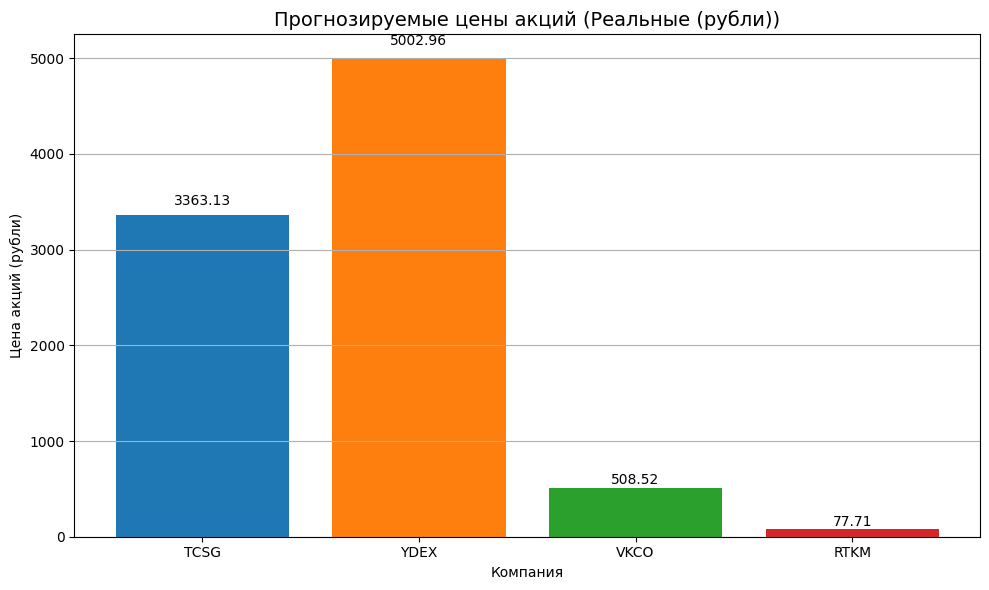 Прогнозируемые цены акций (Реальные (рубли))
5002.96
5000
4000
3363.13
3000
Цена акций (рубли)
2000
1000
508.52
77.71
0
TCSG YDEX VKCO RTKM
Компания